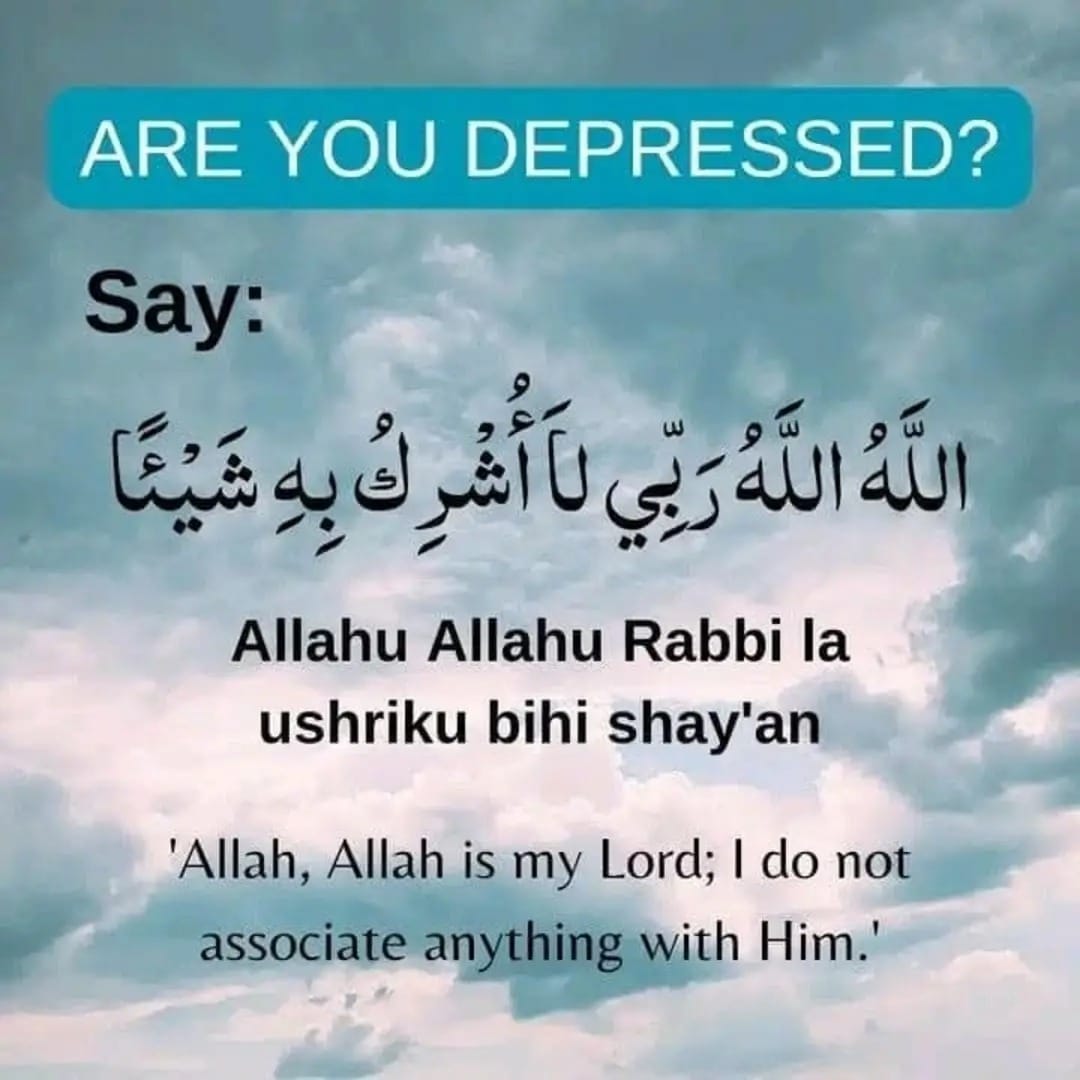 ARE YOU DEPRESSED?
Say:
اللَّهُ اللَّهُ رَبِّي لاَ أُشْرِكُ بِهِ شَيْئًا
Allahu Allahu Rabbi la
ushriku bihi shay'an
'Allah, Allah is my Lord; I do not
associate anything with Him.'